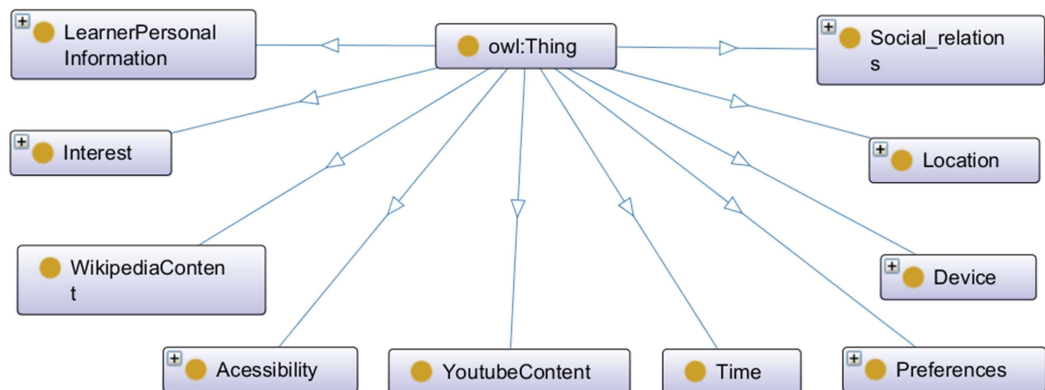 LearnerPersonal
Information
owl:Thing
Social_relation
s
Interest
Location
WikipediaConten
t
Device
Acessibility
YoutubeContent
Time
Preferences